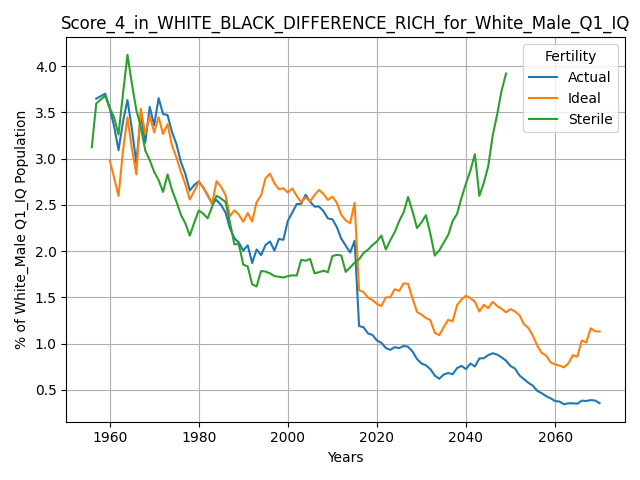 Score_4_in_WHITE_BLACK_DIFFERENCE_RICH_for_White_Male_Q1_IQ
% of White_Male Q1_IQ Population
4.0
3.5
3.0
2.5
2.0
1.5
1.0
0.5
Fertility
Actual
Ideal
Sterile
1960 1980 2000 2020 2040 2060
Years